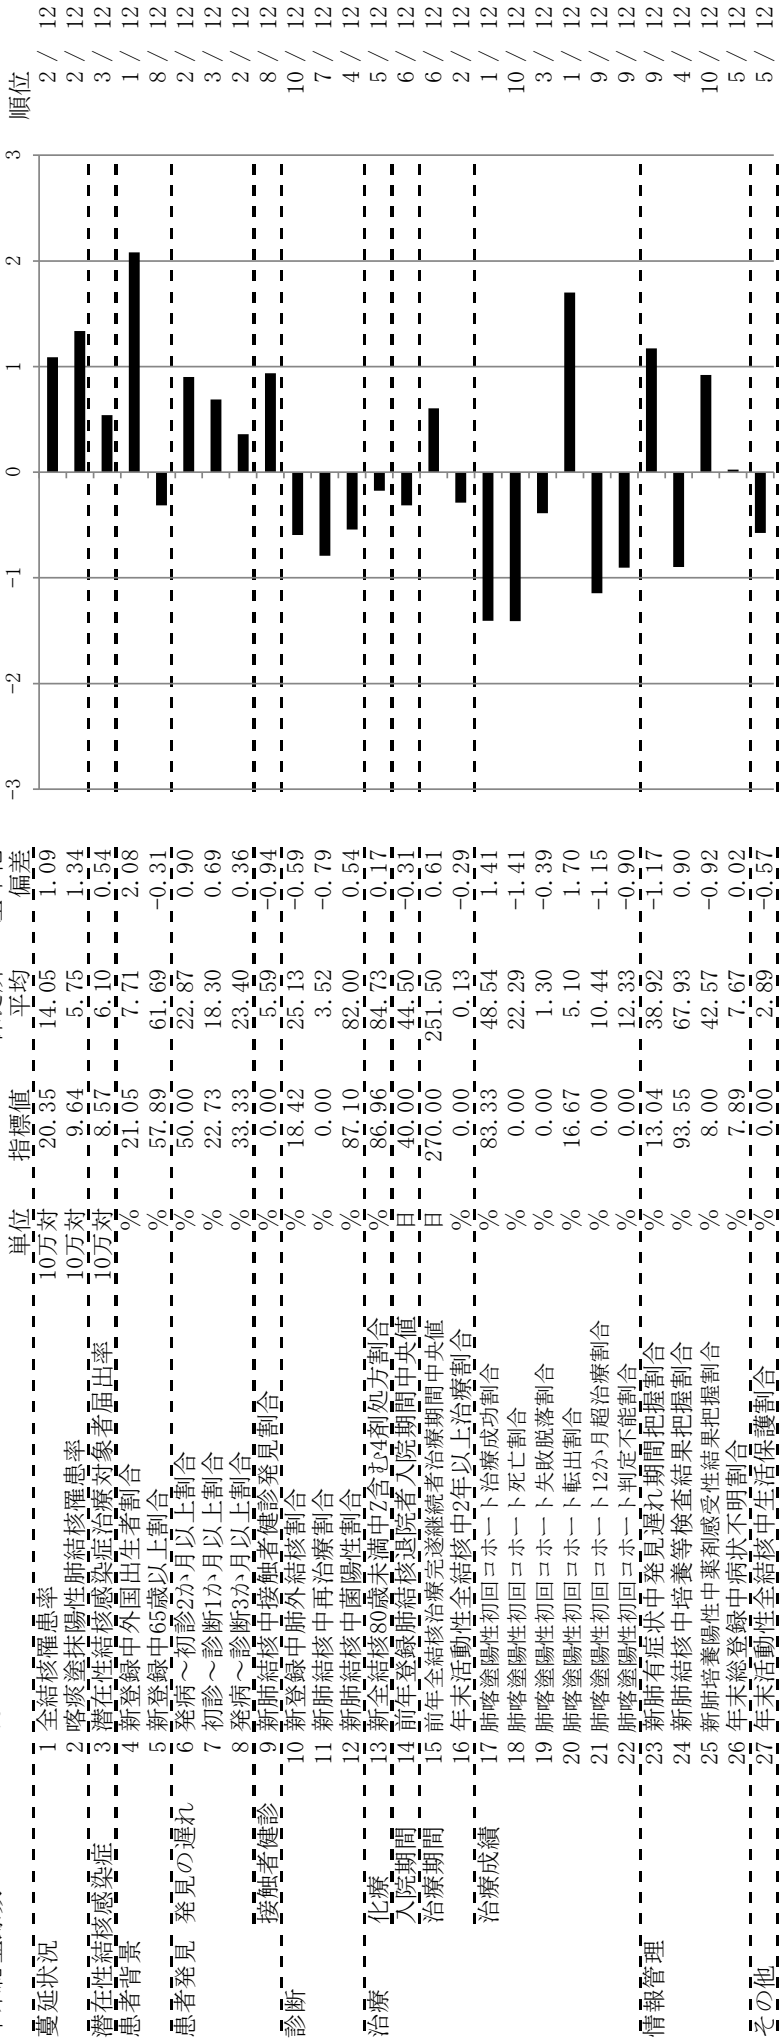 単位 指標値 平均 偏差 -3 -2 -1 0 1 2 3 順位
蔓延状況 1 全結核罹患率 10万対 20.35 14.05 1.09 2 / 12
2 喀痰塗抹陽性肺結核罹患率 10万対 9.64 5.75 1.34 2 / 12
潜在性結核感染症 3 潜在性結核感染症治療対象者届出率 10万対 8.57 6.10 0.54 3 / 12
患者背景 4 新登録中外国出生者割合 % 21.05 7.71 2.08 1 / 12
5 新登録中65歳以上割合 % 57.89 61.69 -0.31 8 / 12
患者発見 発見の遅れ 6 発病～初診2か月以上割合 % 50.00 22.87 0.90 2 / 12
7 初診～診断1か月以上割合 % 22.73 18.30 0.69 3 / 12
8 発病～診断3か月以上割合 % 33.33 23.40 0.36 2 / 12
接触者健診 9 新肺結核中接触者健診発見割合 % 0.00 5.59 -0.94 8 / 12
診断 10 新登録中肺外結核割合 % 18.42 25.13 -0.59 10 / 12
11 新肺結核中再治療割合 % 0.00 3.52 -0.79 7 / 12
12 新肺結核中菌陽性割合 % 87.10 82.00 0.54 4 / 12
治療 化療 13 新全結核80歳未満中Z含む4剤処方割合 % 86.96 84.73 0.17 5 / 12
入院期間 14 前年登録肺結核退院者入院期間中央値 日 40.00 44.50 -0.31 6 / 12
治療期間 15 前年全結核治療完遂継続者治療期間中央値 日 270.00 251.50 0.61 6 / 12
16 年末活動性全結核中2年以上治療割合 % 0.00 0.13 -0.29 2 / 12
治療成績 17 肺喀塗陽性初回コホート治療成功割合 % 83.33 48.54 1.41 1 / 12
18 肺喀塗陽性初回コホート死亡割合 % 0.00 22.29 -1.41 10 / 12
19 肺喀塗陽性初回コホート失敗脱落割合 % 0.00 1.30 -0.39 3 / 12
20 肺喀塗陽性初回コホート転出割合 % 16.67 5.10 1.70 1 / 12
21 肺喀塗陽性初回コホート12か月超治療割合 % 0.00 10.44 -1.15 9 / 12
22 肺喀塗陽性初回コホート判定不能割合 % 0.00 12.33 -0.90 9 / 12
情報管理 23 新肺有症状中発見遅れ期間把握割合 % 13.04 38.92 -1.17 9 / 12
24 新肺結核中培養等検査結果把握割合 % 93.55 67.93 0.90 4 / 12
25 新肺培養陽性中薬剤感受性結果把握割合 % 8.00 42.57 -0.92 10 / 12
26 年末総登録中病状不明割合 % 7.89 7.67 0.02 5 / 12
その他 27 年末活動性全結核中生活保護割合 % 0.00 2.89 -0.57 5 / 12